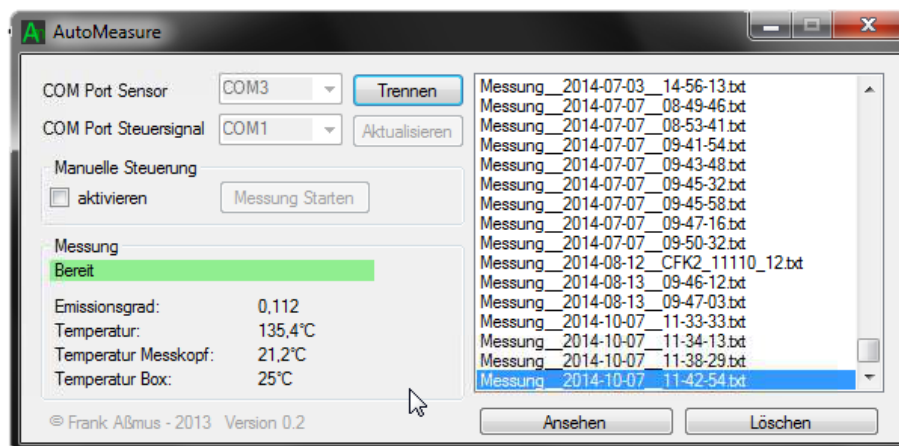 AutoMeasure
COM Port Sensor COM3 Trennen
COM Port Steuersignal COM1 Aktualisieren
Manuelle Steuerung
aktivieren Messung Starten
Messung
Bereit
Emissionsgrad: 0,112
Temperatur: 135,4°C
Temperatur Messkopf: 21,2°C
Temperatur Box: 25°C
© Frank Aßmus - 2013 Version 0.2
Messung__2014-07-03__14-56-13.txt
Messung__2014-07-07__08-49-46.txt
Messung__2014-07-07__08-53-41.txt
Messung__2014-07-07__09-41-54.txt
Messung__2014-07-07__09-43-48.txt
Messung__2014-07-07__09-45-32.txt
Messung__2014-07-07__09-45-58.txt
Messung__2014-07-07__09-47-16.txt
Messung__2014-07-07__09-50-32.txt
Messung__2014-08-12__CFK2_11110_12.txt
Messung__2014-08-13__09-46-12.txt
Messung__2014-08-13__09-47-03.txt
Messung__2014-10-07__11-33-33.txt
Messung__2014-10-07__11-34-13.txt
Messung__2014-10-07__11-38-29.txt
Messung__2014-10-07__11-42-54.txt
Ansehen Löschen